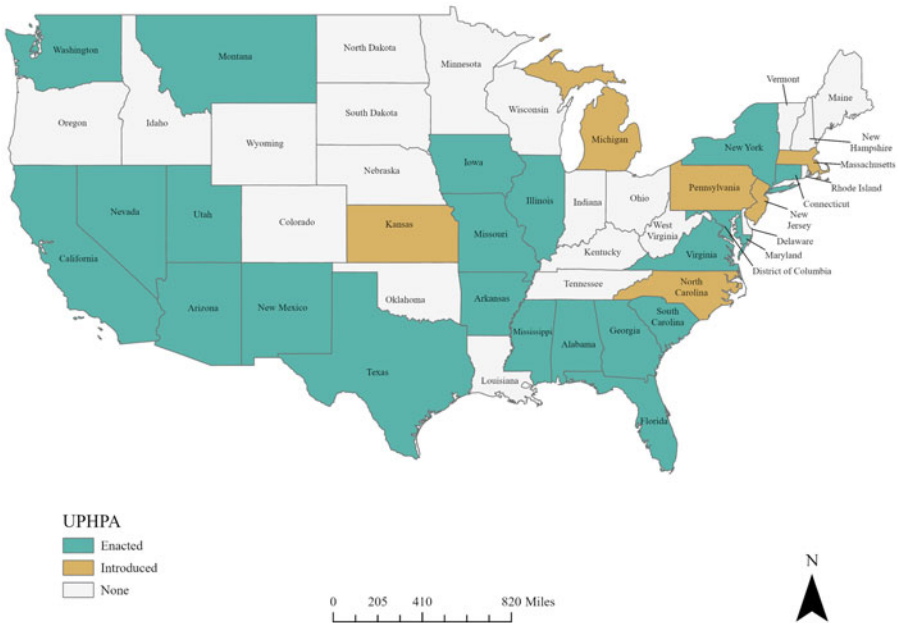 Washington
Montana
North Dakota
Minnesota
Vermont
Maine
Oregon
Idaho
Wyoming
South Dakota
Wisconsin
Michigan
New York
New
Hampshire
Massachusetts
Rhode Island
Connecticut
Nebraska
Iowa
Illinois
Indiana
Ohio
Pennsylvania
New
Jersey
Delaware
Maryland
District of Columbia
Nevada
Utah
Colorado
Kansas
Missouri
West
Virginia
Virginia
Kentucky
California
Arizona
New Mexico
Oklahoma
Arkansas
Tennessee
North
Carolina
South
Carolina
Texas
Louisiana
Mississippi
Alabama
Georgia
Florida
UPHPA
Enacted
Introduced
None
0 205 410 820 Miles
N